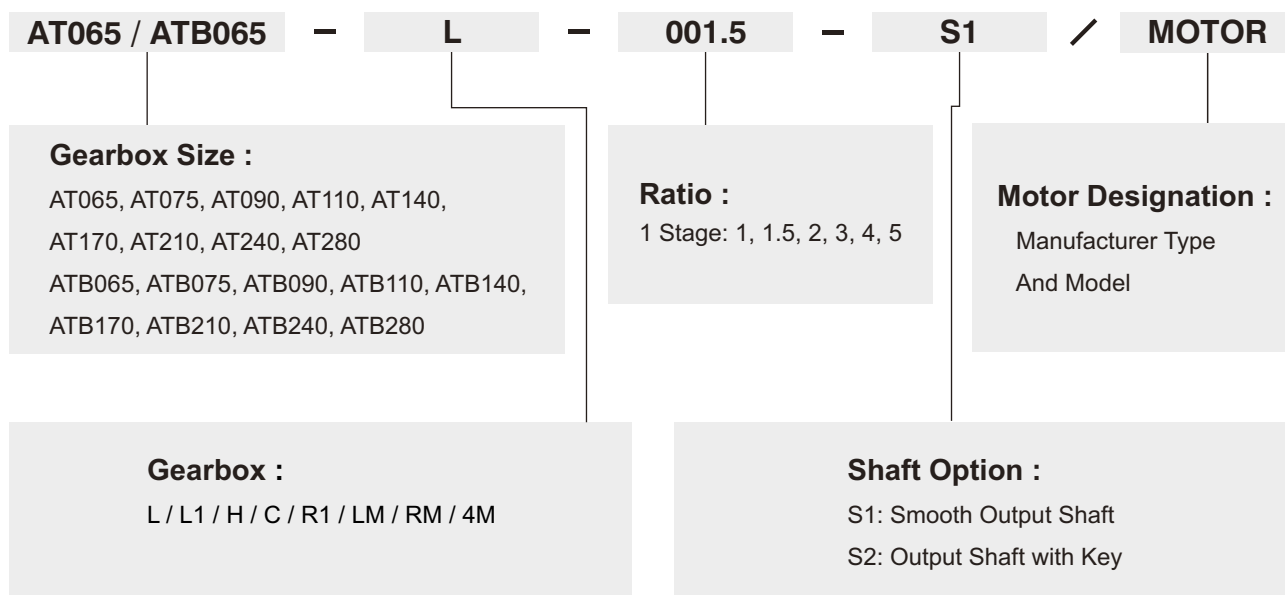 AT065 / ATB065 – L – 001.5 – S1 / MOTOR
Gearbox Size :
AT065, AT075, AT090, AT110, AT140,
AT170, AT210, AT240, AT280
ATB065, ATB075, ATB090, ATB110, ATB140,
ATB170, ATB210, ATB240, ATB280
Ratio :
1 Stage: 1, 1.5, 2, 3, 4, 5
Motor Designation :
Manufacturer Type
And Model
Gearbox :
L / L1 / H / C / R1 / LM / RM / 4M
Shaft Option :
S1: Smooth Output Shaft
S2: Output Shaft with Key